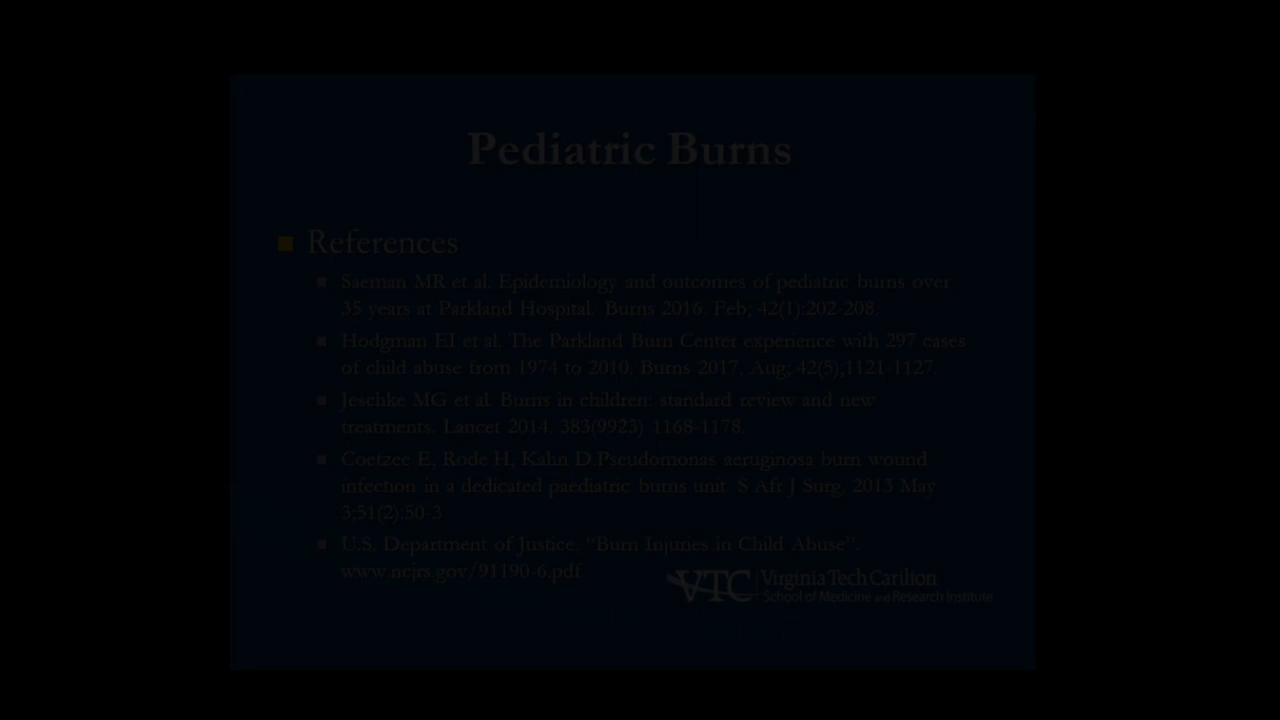 Pediatric Burns
References
Saeman MR et al. Epidemiology and outcomes of pediatric burns over
35 years at Parkland Hospital. Burns 2016. Feb; 42(1):202-208.
Hodgman EI et al. The Parkland Burn Center experience with 297 cases
of child abuse from 1974 to 2010. Burns 2017. Aug; 42(5);1121-1127.
Jeschke MG et al. Burns in children: standard review and new
treatments. Lancet 2014. 383(9923) 1168-1178.
Coetzee E, Rode H, Kahn D.Pseudomonas aeruginosa burn wound
infection in a dedicated paediatric burns unit. S Afr J Surg. 2013 May
3;51(2):50-3
U.S. Department of Justice. "Burn Injuries in Child Abuse".
www.ncjrs.gov/91190-6.pdf
VTC Virginia Tech Carilion
School of Medicine and Research Institute